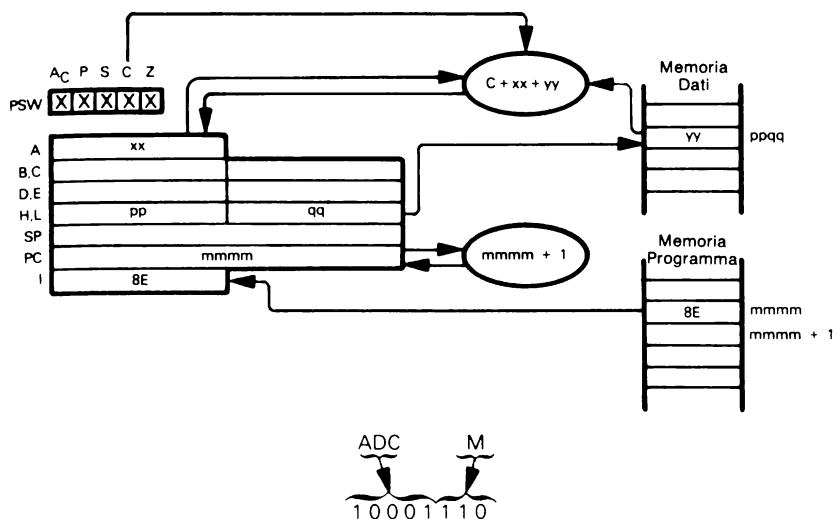 AC P S C Z
PSW X X X X X
C + xx + yy
Memoria
Dati
yy ppqq
A xx
B,C
D,E
H,L pp qq
SP
PC mmmm
mmmm + 1
I 8E
Memoria
Programma
8E mmmm
mmmm + 1
ADC M
10001110